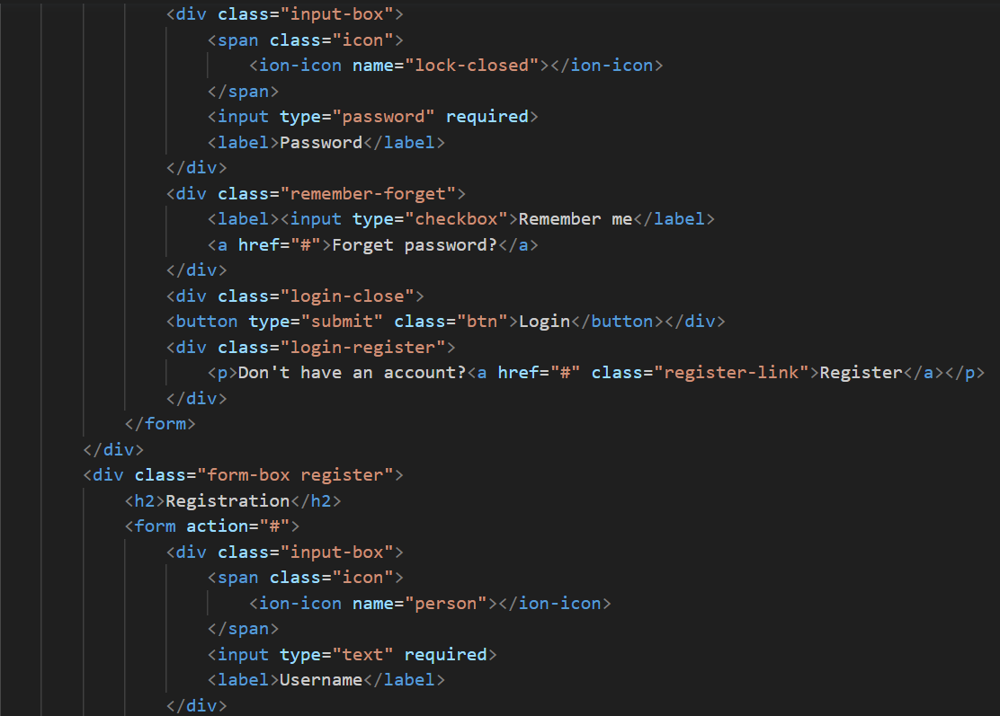 <div class="input-box">
<span class="icon">
<ion-icon name="lock-closed"></ion-icon>
</span>
<input type="password" required>
<label>Password</label>
</div>
<div class="remember-forget">
<label><input type="checkbox">Remember me</label>
<a href="#">Forget password?</a>
</div>
<div class="login-close">
<button type="submit" class="btn">Login</button></div>
<div class="login-register">
<p>Don't have an account?<a href="#" class="register-link">Register</a></p>
</div>
</form>
</div>
<div class="form-box register">
<h2>Registration</h2>
<form action="#">
<div class="input-box">
<span class="icon">
<ion-icon name="person"></ion-icon>
</span>
<input type="text" required>
<label>Username</label>
</div>